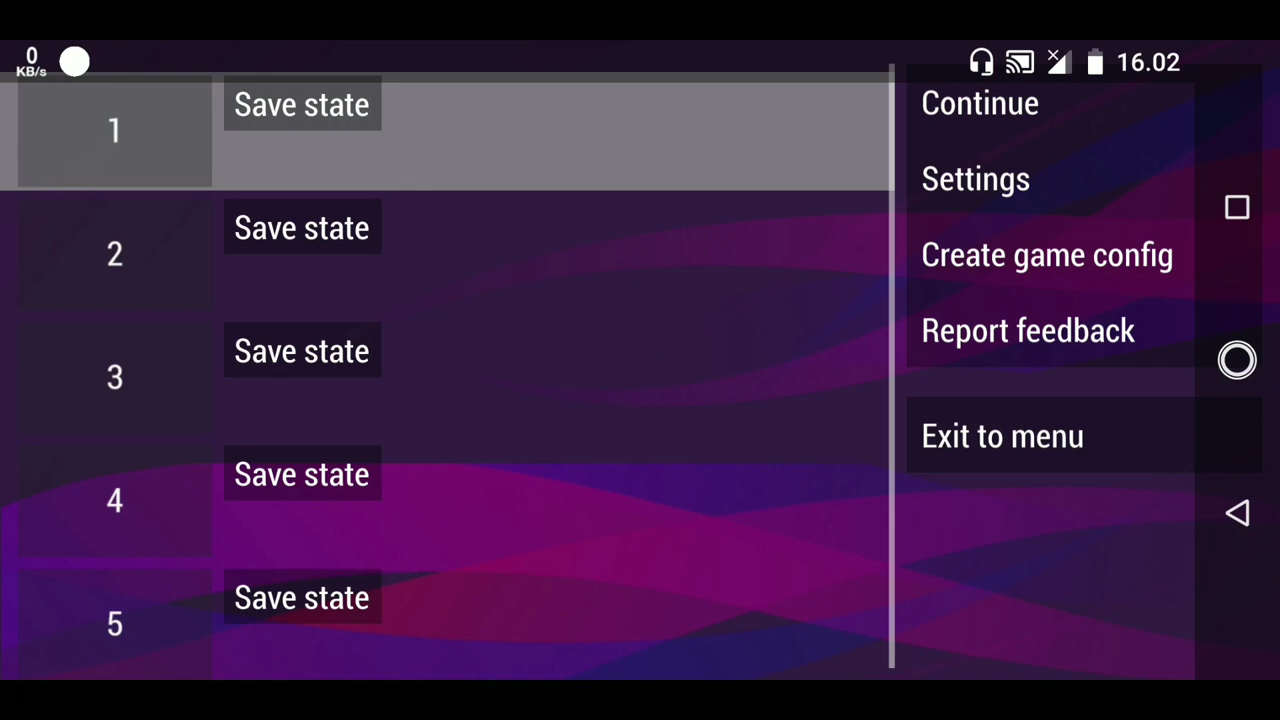 0
KB/s
16.02
1
Save state
2
Save state
3
Save state
4
Save state
5
Save state
Continue
Settings
Create game config
Report feedback
Exit to menu